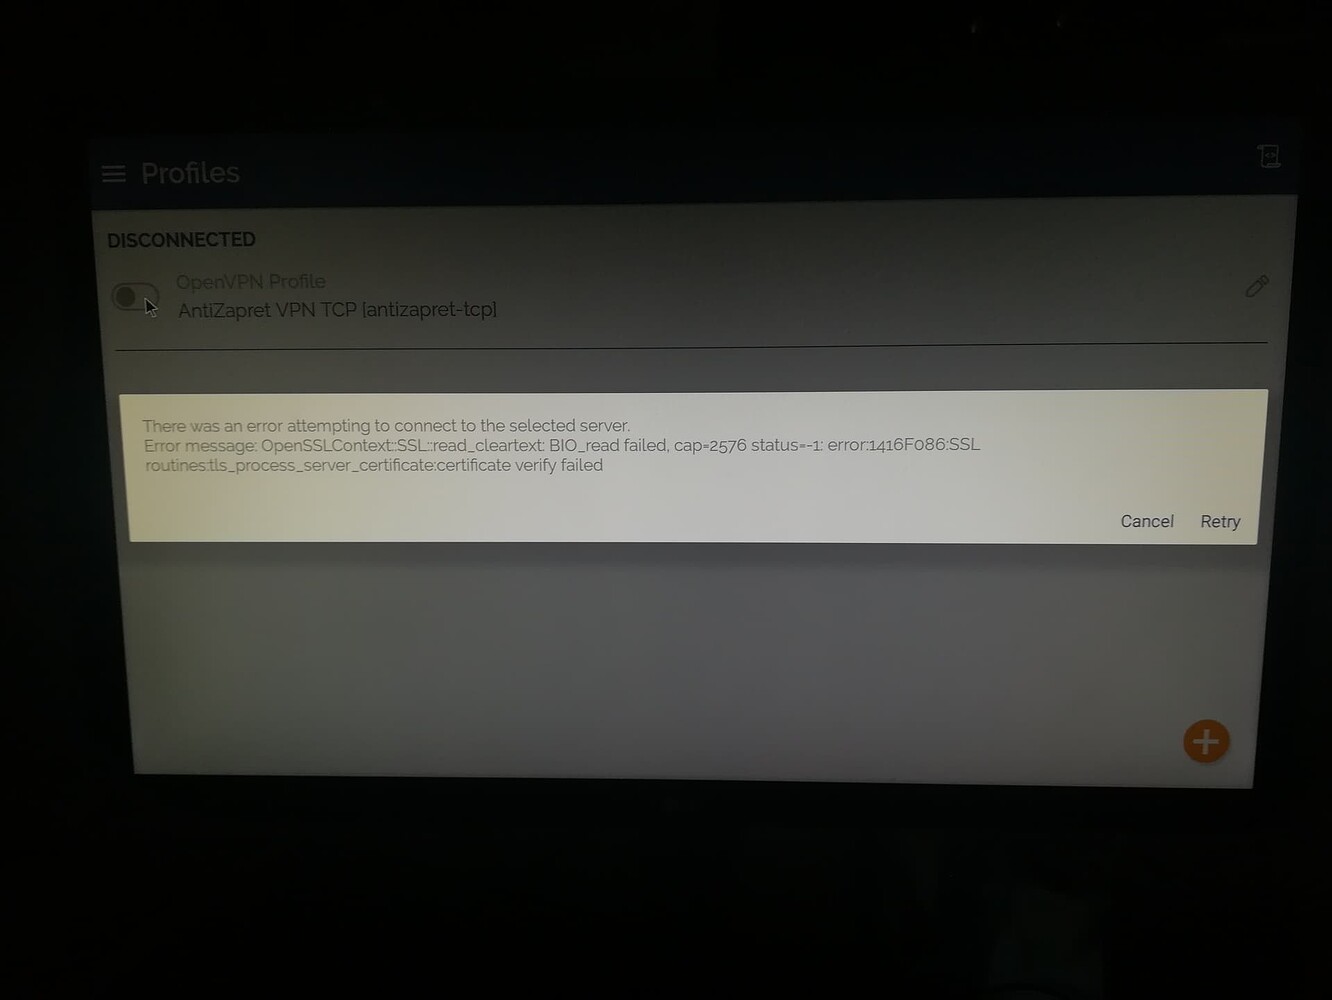 Profiles
DISCONNECTED
OpenVPN Profile
AntiZapret VPN TCP [antizapret-tcp]
There was an error attempting to connect to the selected server.
Error message: OpenSSLContext::SSL::read_cleartext: BIO_read failed, cap=2576 status=-1: error:1416F086:SSL
routines:tls_process_server_certificate:certificate verify failed
Cancel Retry